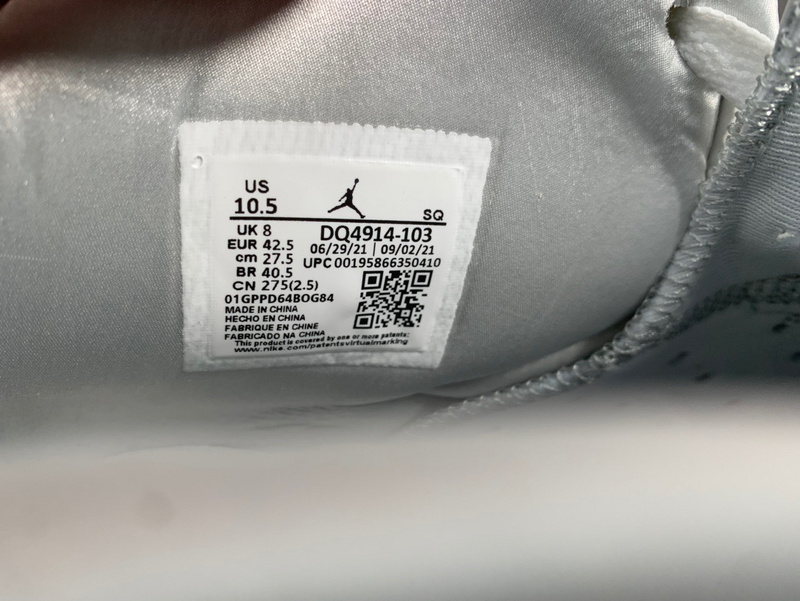 US
10.5
SQ
UK 8
DQ4914-103
EUR 42.5
06/29/21 | 09/02/21
cm 27.5
UPC 00195866350410
BR 40.5
CN 275(2.5)
01GPPD64BOG84
MADE IN CHINA
HECHO EN CHINA
FABRIQUE EN CHINE
FABRICADO NA CHINA
This product is covered by one or more patents:
www.nike.com/patentsvirtualmarking